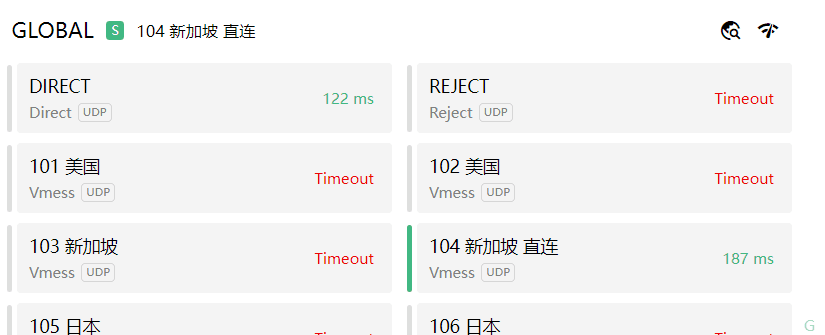 GLOBAL S 104 新加坡 直连
DIRECT
Direct UDP
122 ms
REJECT
Reject UDP
Timeout
101 美国
Vmess UDP
Timeout
102 美国
Vmess UDP
Timeout
103 新加坡
Vmess UDP
Timeout
104 新加坡 直连
Vmess UDP
187 ms
105 日本
Timeout
106 日本
Timeout
G